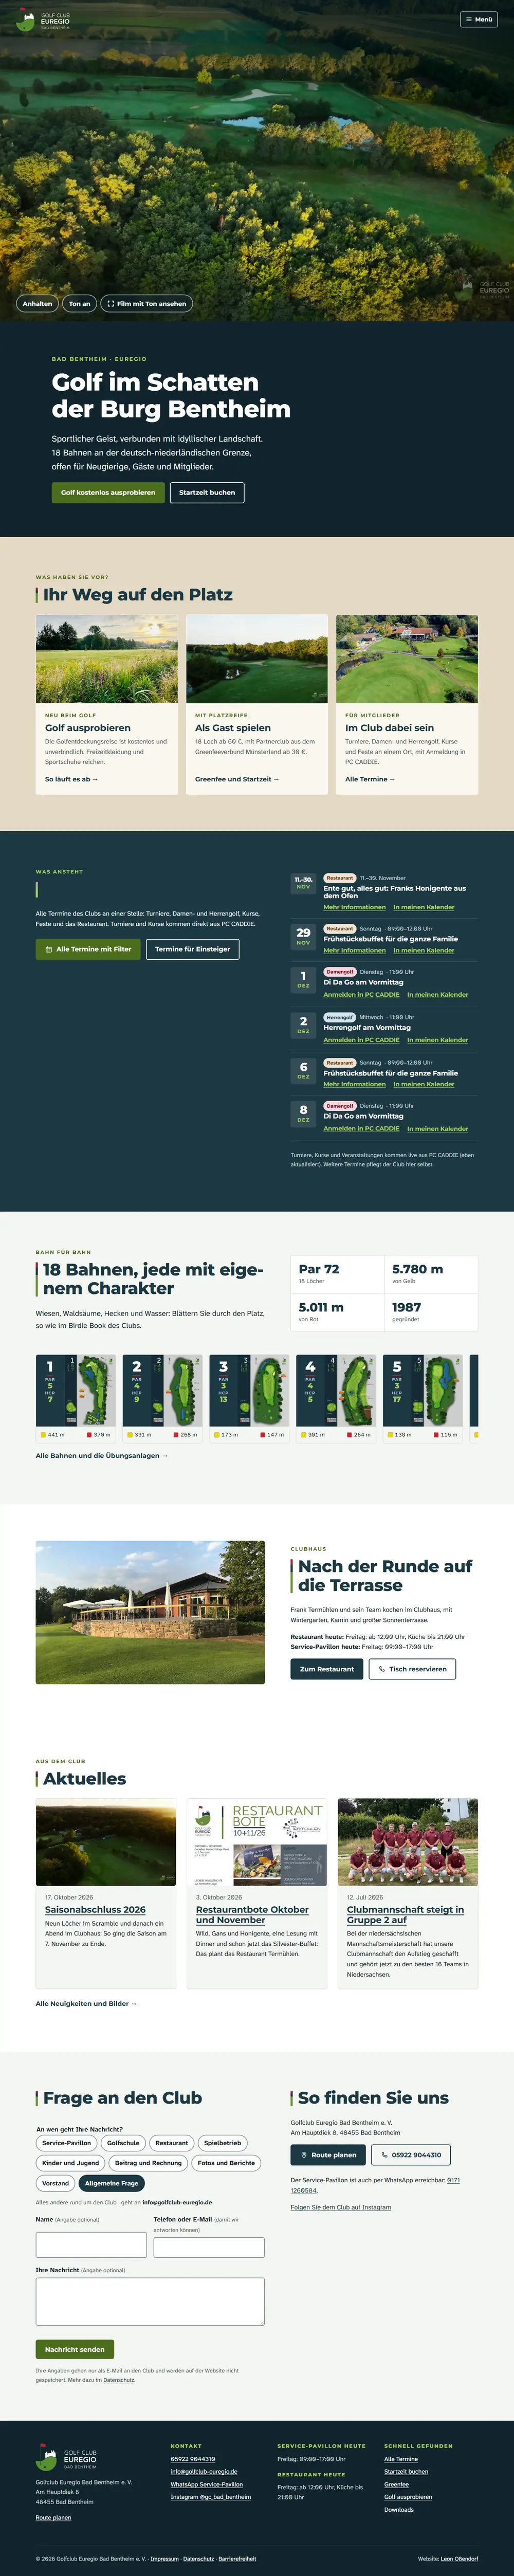 GOLF CLUB
EUREGIO
BAD BENTHEIM
Menü
GOLF CLUB
EUREGIO
BAD BENTHEIM
Anhalten
Ton an
Film mit Ton ansehen
BAD BENTHEIM · EUREGIO
Golf im Schatten
der Burg Bentheim
Sportlicher Geist, verbunden mit idyllischer Landschaft.
18 Bahnen an der deutsch-niederländischen Grenze,
offen für Neugierige, Gäste und Mitglieder.
Golf kostenlos ausprobieren
Startzeit buchen
WAS HABEN SIE VOR?
Ihr Weg auf den Platz
NEU BEIM GOLF
Golf ausprobieren
Die Golfentdeckungsreise ist kostenlos und
unverbindlich. Freizeitkleidung und
Sportschuhe reichen.
So läuft es ab →
MIT PLATZREIFE
Als Gast spielen
18 Loch ab 60 €, mit Partnerclub aus dem
Greenfeeverbund Münsterland ab 30 €.
Greenfee und Startzeit →
FÜR MITGLIEDER
Im Club dabei sein
Turniere, Damen- und Herrengolf, Kurse
und Feste an einem Ort, mit Anmeldung in
PC CADDIE.
Alle Termine →
WAS ANSTEHT
Alle Termine des Clubs an einer Stelle: Turniere, Damen- und Herrengolf, Kurse,
Feste und das Restaurant. Turniere und Kurse kommen direkt aus PC CADDIE.
Alle Termine mit Filter
Termine für Einsteiger
11.–30.
NOV
Restaurant 11.–30. November
Ente gut, alles gut: Franks Honigente aus
dem Ofen
Mehr Informationen In meinen Kalender
29
NOV
Restaurant Sonntag · 09:00–12:00 Uhr
Frühstücksbuffet für die ganze Familie
Mehr Informationen In meinen Kalender
1
DEZ
Damengolf Dienstag · 11:00 Uhr
Di Da Go am Vormittag
Anmelden in PC CADDIE In meinen Kalender
2
DEZ
Herrengolf Mittwoch · 11:00 Uhr
Herrengolf am Vormittag
Anmelden in PC CADDIE In meinen Kalender
6
DEZ
Restaurant Sonntag · 09:00–12:00 Uhr
Frühstücksbuffet für die ganze Familie
Mehr Informationen In meinen Kalender
8
DEZ
Damengolf Dienstag · 11:00 Uhr
Di Da Go am Vormittag
Anmelden in PC CADDIE In meinen Kalender
Turniere, Kurse und Veranstaltungen kommen live aus PC CADDIE (eben
aktualisiert). Weitere Termine pflegt der Club hier selbst.
BAHN FÜR BAHN
18 Bahnen, jede mit eige-
nem Charakter
Wiesen, Waldsäume, Hecken und Wasser: Blättern Sie durch den Platz,
so wie im Birdie Book des Clubs.
Par 72
18 Löcher
5.780 m
von Gelb
5.011 m
von Rot
1987
gegründet
1
PAR
5
HCP
7
1
441 m
370 m
2
PAR
4
HCP
9
2
331 m
268 m
3
PAR
3
HCP
13
3
173 m
147 m
4
PAR
4
HCP
5
4
301 m
264 m
5
PAR
3
HCP
17
5
130 m
115 m
Alle Bahnen und die Übungsanlagen →
CLUBHAUS
Nach der Runde auf
die Terrasse
Frank Termühlen und sein Team kochen im Clubhaus, mit
Wintergarten, Kamin und großer Sonnenterrasse.
Restaurant heute: Freitag: ab 12:00 Uhr, Küche bis 21:00 Uhr
Service-Pavillon heute: Freitag: 09:00–17:00 Uhr
Zum Restaurant
Tisch reservieren
AUS DEM CLUB
Aktuelles
17. Oktober 2026
Saisonabschluss 2026
Neun Löcher im Scramble und danach ein
Abend im Clubhaus: So ging die Saison am
7. November zu Ende.
RESTAURANT
BOTE
10+11/26
3. Oktober 2026
Restaurantbote Oktober
und November
Wild, Gans und Honigente, eine Lesung mit
Dinner und schon jetzt das Silvester-Buffet:
Das plant das Restaurant Termühlen.
12. Juli 2026
Clubmannschaft steigt in
Gruppe 2 auf
Bei der niedersächsischen
Mannschaftsmeisterschaft hat unsere
Clubmannschaft den Aufstieg geschafft
und gehört jetzt zu den besten 16 Teams in
Niedersachsen.
Alle Neuigkeiten und Bilder →
Frage an den Club
An wen geht Ihre Nachricht?
Service-Pavillon
Golfschule
Restaurant
Spielbetrieb
Kinder und Jugend
Beitrag und Rechnung
Fotos und Berichte
Vorstand
Allgemeine Frage
Alles andere rund um den Club · geht an info@golfclub-euregio.de
Name (Angabe optional)
Telefon oder E-Mail (damit wir
antworten können)
Ihre Nachricht (Angabe optional)
Nachricht senden
Ihre Angaben gehen nur als E-Mail an den Club und werden auf der Website nicht
gespeichert. Mehr dazu im Datenschutz.
So finden Sie uns
Golfclub Euregio Bad Bentheim e. V.
Am Hauptdiek 8, 48455 Bad Bentheim
Route planen
05922 9044310
Der Service-Pavillon ist auch per WhatsApp erreichbar: 0171
1260584.
Folgen Sie dem Club auf Instagram
GOLF CLUB
EUREGIO
BAD BENTHEIM
Golfclub Euregio Bad Bentheim e. V.
Am Hauptdiek 8
48455 Bad Bentheim
Route planen
KONTAKT
05922 9044310
info@golfclub-euregio.de
WhatsApp Service-Pavillon
Instagram @gc_bad_bentheim
SERVICE-PAVILLON HEUTE
Freitag: 09:00–17:00 Uhr
RESTAURANT HEUTE
Freitag: ab 12:00 Uhr, Küche bis
21:00 Uhr
SCHNELL GEFUNDEN
Alle Termine
Startzeit buchen
Greenfee
Golf ausprobieren
Downloads
© 2026 Golfclub Euregio Bad Bentheim e. V. · Impressum · Datenschutz · Barrierefreiheit
Website: Leon Oßendorf